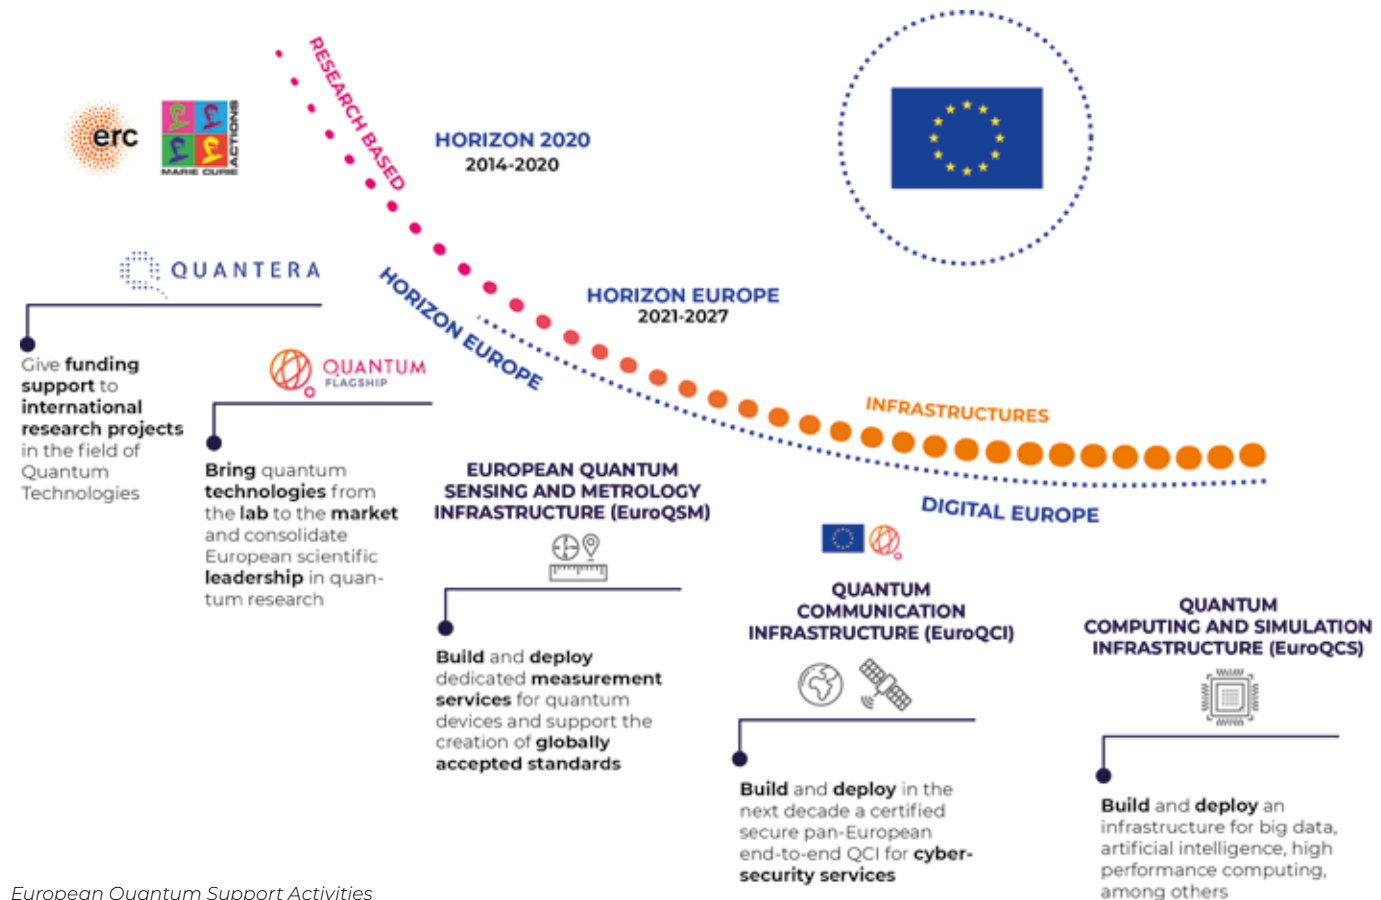 RESEARCH BASED
erc
MARIE CURIE
ACTIONS
HORIZON 2020
2014-2020
QUANTERA
Give funding
support to
international
research projects
in the field of
Quantum
Technologies
HORIZON EUROPE
HORIZON EUROPE
2021-2027
QUANTUM
FLAGSHIP
Bring quantum
technologies from
the lab to the market
and consolidate
European scientific
leadership in quan-
tum research
INFRASTRUCTURES
DIGITAL EUROPE
EUROPEAN QUANTUM
SENSING AND METROLOGY
INFRASTRUCTURE (EuroQSM)
Build and deploy
dedicated measurement
services for quantum
devices and support the
creation of globally
accepted standards
QUANTUM
COMMUNICATION
INFRASTRUCTURE (EuroQCI)
Build and deploy in the
next decade a certified
secure pan-European
end-to-end QCI for cyber-
security services
QUANTUM
COMPUTING AND SIMULATION
INFRASTRUCTURE (EuroQCS)
Build and deploy an
infrastructure for big data,
artificial intelligence, high
performance computing,
among others
European Quantum Support Activities